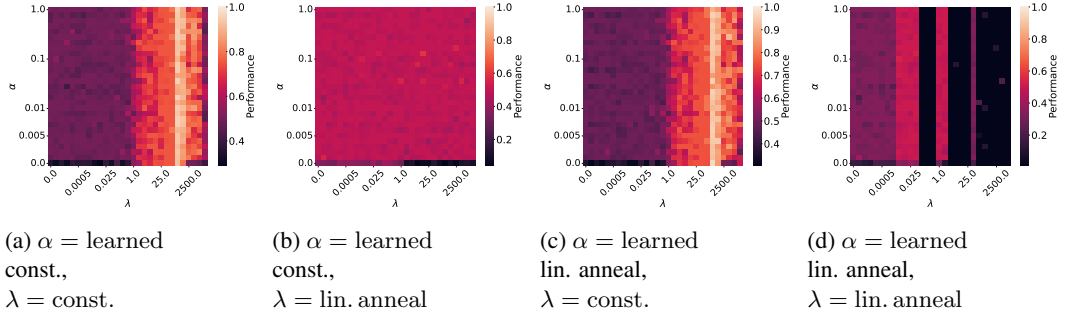 1.0
0.1
0.01
0.005
0.0
α
0.0
0.0005
0.025
1.0
25.0
2500.0
λ
1.0
0.8
0.6
0.4
Performance
1.0
0.1
0.01
0.005
0.0
α
0.0
0.0005
0.025
1.0
25.0
2500.0
λ
1.0
0.8
0.6
0.4
0.2
Performance
1.0
0.1
0.01
0.005
0.0
α
0.0
0.0005
0.025
1.0
25.0
2500.0
λ
1.0
0.9
0.8
0.7
0.6
0.5
0.4
Performance
1.0
0.1
0.01
0.005
0.0
α
0.0
0.0005
0.025
1.0
25.0
2500.0
λ
1.0
0.8
0.6
0.4
0.2
Performance
(a) α = learned
const.,
λ = const.
(b) α = learned
const.,
λ = lin. anneal
(c) α = learned
lin. anneal,
λ = const.
(d) α = learned
lin. anneal,
λ = lin. anneal